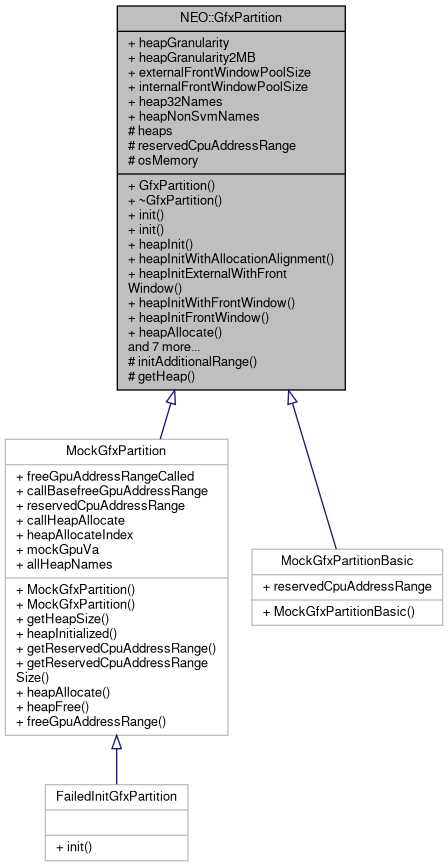 NEO::GfxPartition
+ heapGranularity
+ heapGranularity2MB
+ externalFrontWindowPoolSize
+ internalFrontWindowPoolSize
+ heap32Names
+ heapNonSvmNames
# heaps
# reservedCpuAddressRange
# osMemory
+ GfxPartition()
+ ~GfxPartition()
+ init()
+ init()
+ heapInit()
+ heapInitWithAllocationAlignment()
+ heapInitExternalWithFront
Window()
+ heapInitWithFrontWindow()
+ heapInitFrontWindow()
+ heapAllocate()
and 7 more...
# initAdditionalRange()
# getHeap()
MockGfxPartition
+ freeGpuAddressRangeCalled
+ callBasefreeGpuAddressRange
+ reservedCpuAddressRange
+ callHeapAllocate
+ heapAllocateIndex
+ mockGpuVa
+ allHeapNames
+ MockGfxPartition()
+ MockGfxPartition()
+ getHeapSize()
+ heapInitialized()
+ getReservedCpuAddressRange()
+ getReservedCpuAddressRange
Size()
+ heapAllocate()
+ heapFree()
+ freeGpuAddressRange()
MockGfxPartitionBasic
+ reservedCpuAddressRange
+ MockGfxPartitionBasic()
FailedInitGfxPartition
+ init()